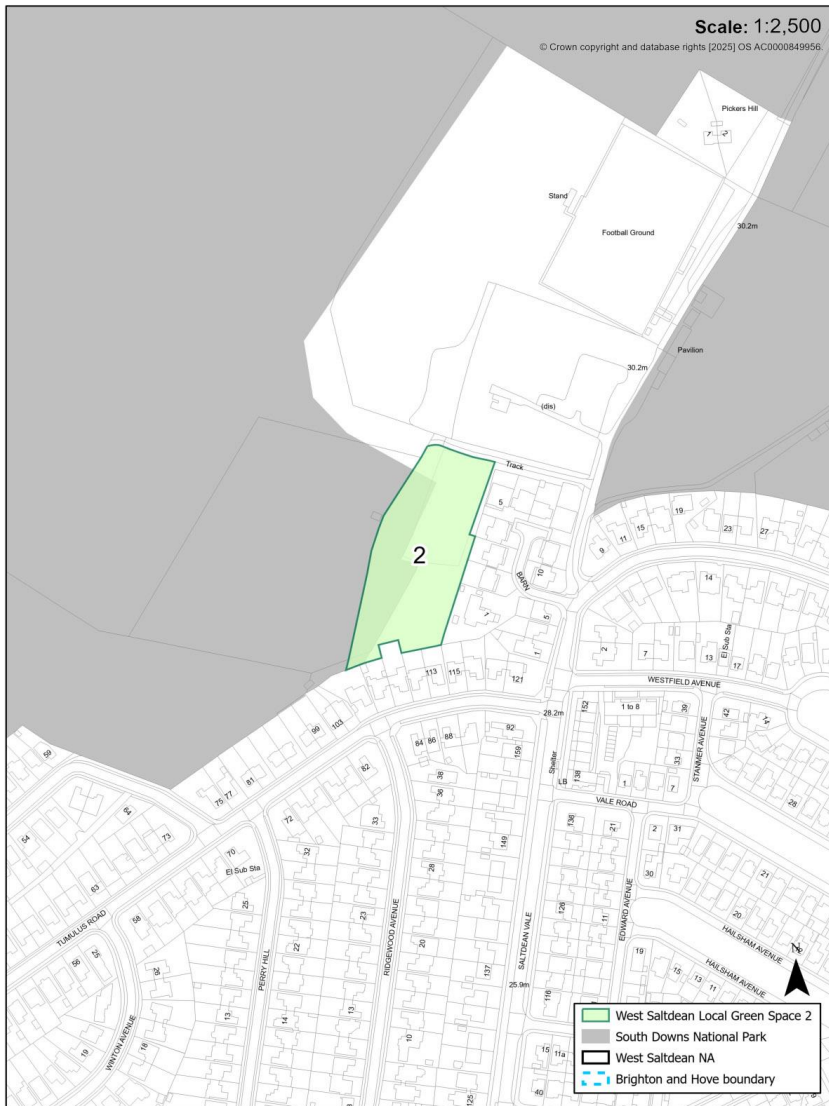 Scale: 1:2,500
© Crown copyright and database rights [2025] OS AC0000849956.
Pickers Hill
1
2
Stand
Football Ground
30.2m
Pavilion
30.2m
(dis)
Track
5
19
15
11
9
23
27
2
BARN
10
14
7
5
1
2
7
El Sub Sta
13
17
113
115
121
WESTFIELD AVENUE
1 to 8
152
39
42
14
28.2m
103
99
92
84
86
88
159
Shelter
STANMER AVENUE
33
59
82
38
36
LB
138
1
7
28
81
77
75
VALE ROAD
64
72
33
136
21
2
31
54
73
32
149
70
El Sub Sta
30
21
63
28
25
128
11
20
TUMULUS ROAD
58
23
EDWARD AVENUE
HAILSHAM AVENUE
RIDGEWOOD AVENUE
SALTDEAN VALE
56
22
20
19
26
PERRY HILL
137
15
13
11
HAILSHAM AVENUE
25.9m
116
WINTON AVENUE
13
14
13
19
18
10
15
11a
40
125
West Saltdean Local Green Space 2
South Downs National Park
West Saltdean NA
Brighton and Hove boundary